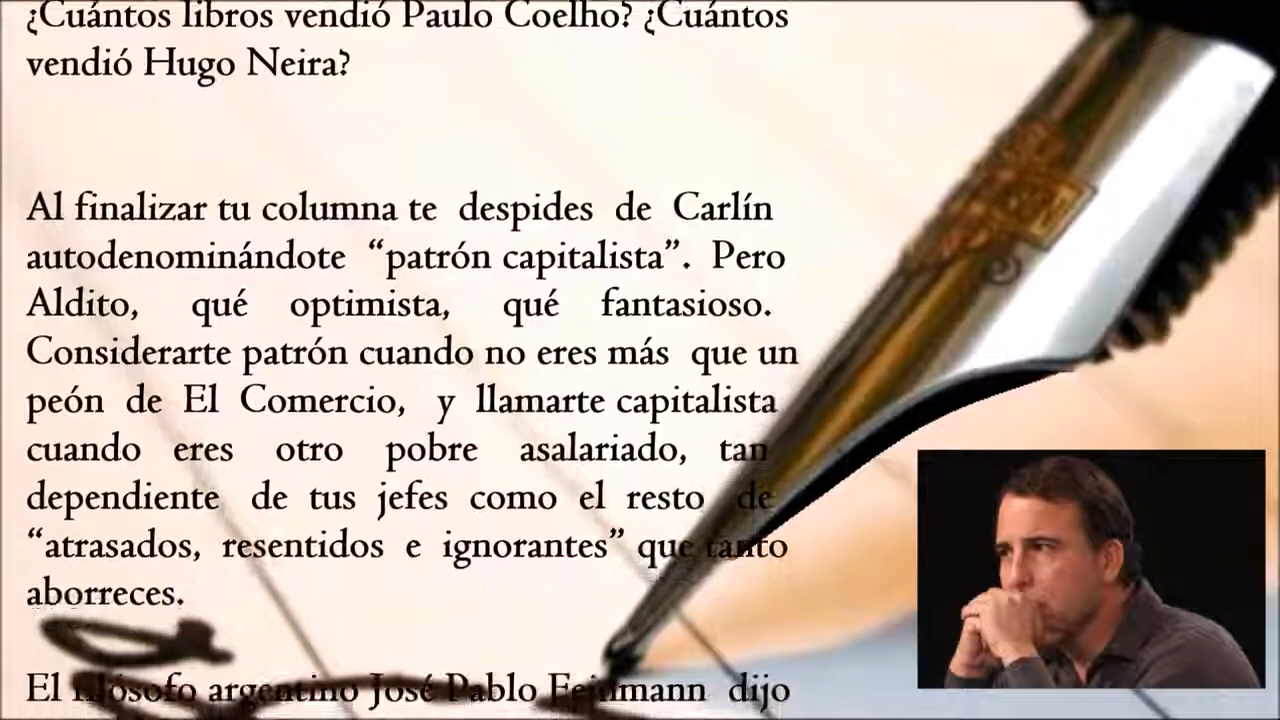 ¿Cuántos libros vendió Paulo Coelho? ¿Cuántos
vendió Hugo Neira?
Al finalizar tu columna te despides de Carlín
autodenominándote “patrón capitalista”. Pero
Aldito, qué optimista, qué fantasioso.
Considerarte patrón cuando no eres más que un
peón de El Comercio, y llamarte capitalista
cuando eres otro pobre asalariado, tan
dependiente de tus jefes como el resto de
“atrasados, resentidos e ignorantes” que tanto
aborreces.
El filósofo argentino José Pablo Feinmann dijo